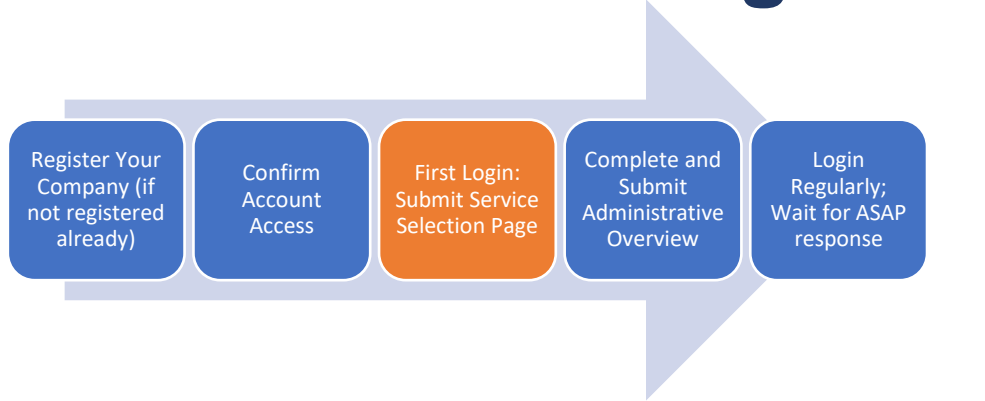 Register Your
Company (if
not registered
already)
Confirm
Account
Access
First Login:
Submit Service
Selection Page
Complete and
Submit
Administrative
Overview
Login
Regularly;
Wait for ASAP
response